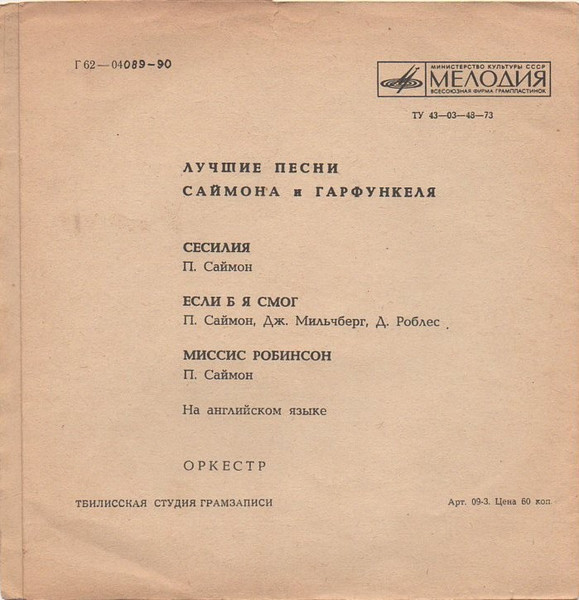 Г 62—04089-90
МИНИСТЕРСТВО КУЛЬТУРЫ СССР
МЕЛОДИЯ
ВСЕСОЮЗНАЯ ФИРМА ГРАМПЛАСТИНОК
ТУ 43—03—48—73
ЛУЧШИЕ ПЕСНИ
САЙМОНА и ГАРФУНКЕЛЯ
СЕСИЛИЯ
П. Саймон
ЕСЛИ Б Я СМОГ
П. Саймон, Дж. Мильчберг, Д. Роблес
МИССИС РОБИНСОН
П. Саймон
На английском языке
ОРКЕСТР
ТБИЛИССКАЯ СТУДИЯ ГРАМЗАПИСИ
Арт. 09-3. Цена 60 коп.